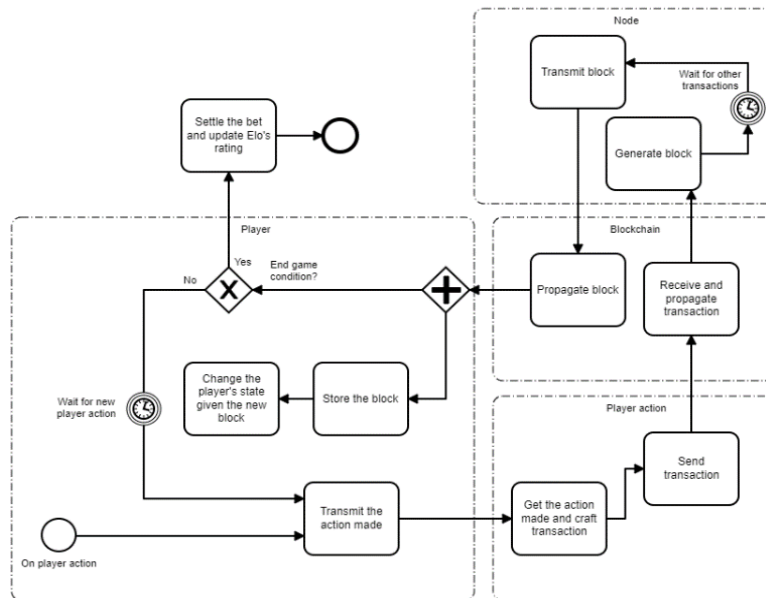 Node
Transmit block
Wait for other
transactions
Settle the bet
and update Elo's
rating
Generate block
Player
Blockchain
Yes
End game
condition?
No
Propagate block
Receive and
propagate
transaction
Wait for new
player action
Change the
player's state
given the new
block
Store the block
Player action
Send
transaction
Transmit the
action made
Get the action
made and craft
transaction
On player action